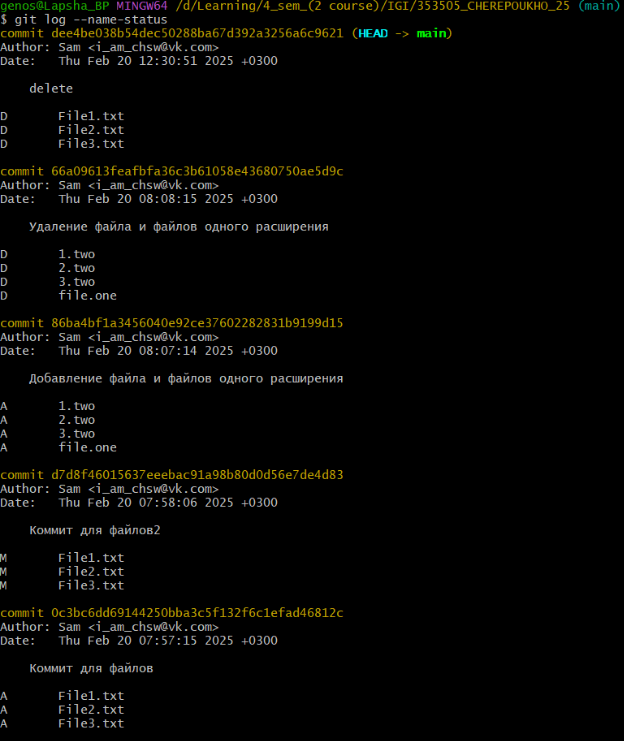 genos@Lapsha_BP MINGW64 /d/Learning/4_sem_(2 course)/IGI/353505_CHEREPOUKHO_25 (main)
$ git log --name-status
commit dee4be038b54dec50288ba67d392a3256a6c9621 (HEAD -> main)
Author: Sam <i_am_chsw@vk.com>
Date:   Thu Feb 20 12:30:51 2025 +0300
delete
D       File1.txt
D       File2.txt
D       File3.txt
commit 66a09613feafbfa36c3b61058e43680750ae5d9c
Author: Sam <i_am_chsw@vk.com>
Date:   Thu Feb 20 08:08:15 2025 +0300
Удаление файла и файлов одного расширения
D       1.two
D       2.two
D       3.two
D       file.one
commit 86ba4bf1a3456040e92ce37602282831b9199d15
Author: Sam <i_am_chsw@vk.com>
Date:   Thu Feb 20 08:07:14 2025 +0300
Добавление файла и файлов одного расширения
A       1.two
A       2.two
A       3.two
A       file.one
commit d7d8f46015637eeebac91a98b80d0d56e7de4d83
Author: Sam <i_am_chsw@vk.com>
Date:   Thu Feb 20 07:58:06 2025 +0300
Коммит для файлов2
M       File1.txt
M       File2.txt
M       File3.txt
commit 0c3bc6dd69144250bba3c5f132f6c1efad46812c
Author: Sam <i_am_chsw@vk.com>
Date:   Thu Feb 20 07:57:15 2025 +0300
Коммит для файлов
A       File1.txt
A       File2.txt
A       File3.txt